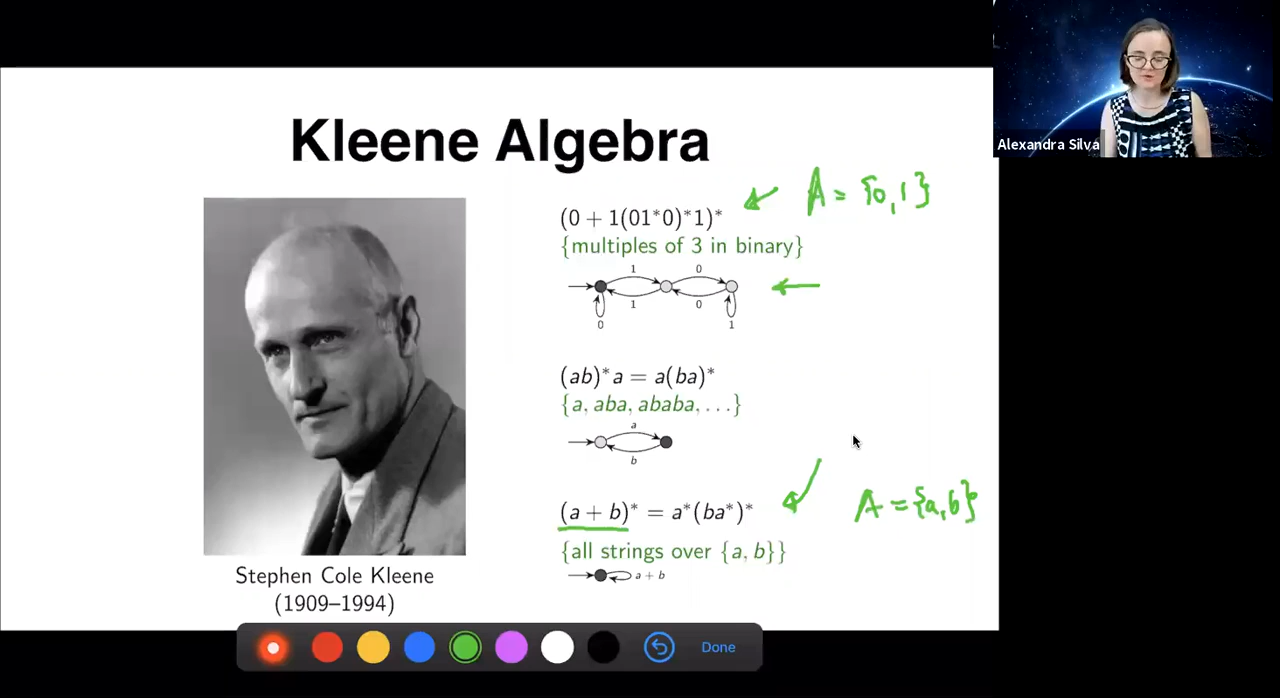 Alexandra Silva
Kleene Algebra
A = {0,1}
(0 + 1(01*0)*1)*
{multiples of 3 in binary}
1 0
1 0
0 1
(ab)*a = a(ba)*
{a, aba, ababa, ...}
a
b
(a + b)* = a*(ba*)*
A = {a,b}
{all strings over {a, b}}
a + b
Stephen Cole Kleene
(1909–1994)
Done